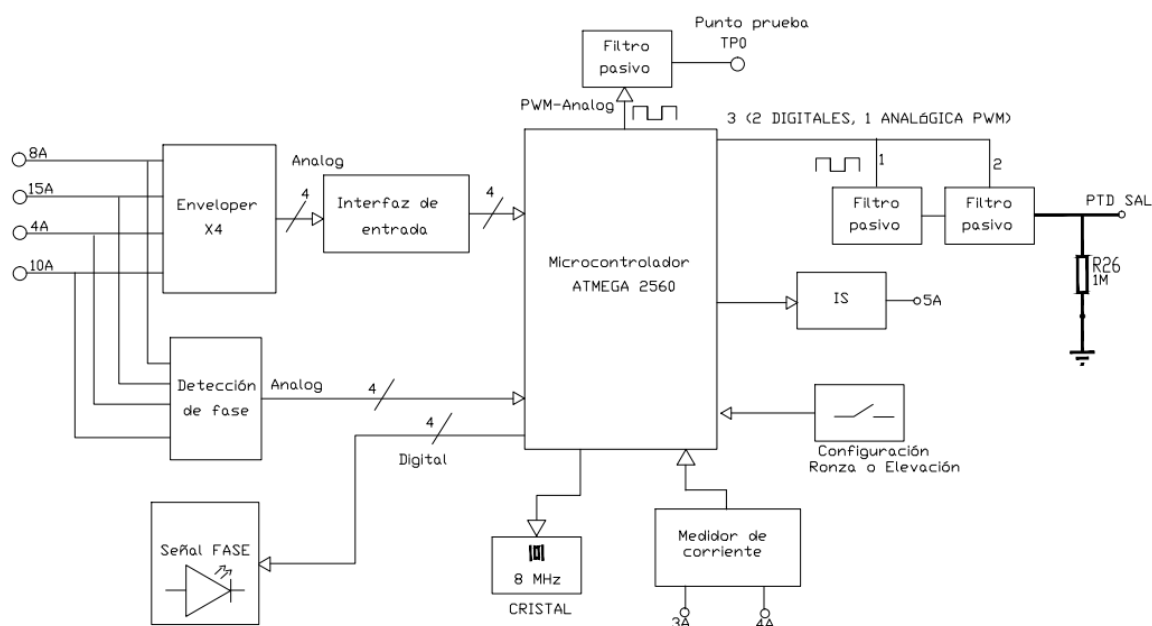 Punto prueba
TP0
Filtro
pasivo
PWM-Analog
3 (2 DIGITALES, 1 ANALóGICA PWM)
1
2
Filtro
pasivo
Filtro
pasivo
PTD SAL
R26
1M
8A
15A
4A
10A
Enveloper
X4
Analog
4
Interfaz de
entrada
4
Microcontrolador
ATMEGA 2560
IS
5A
Detección
de fase
Analog
4
4
Digital
Configuración
Ronza o Elevación
Señal FASE
8 MHz
CRISTAL
Medidor de
corriente
3A
4A